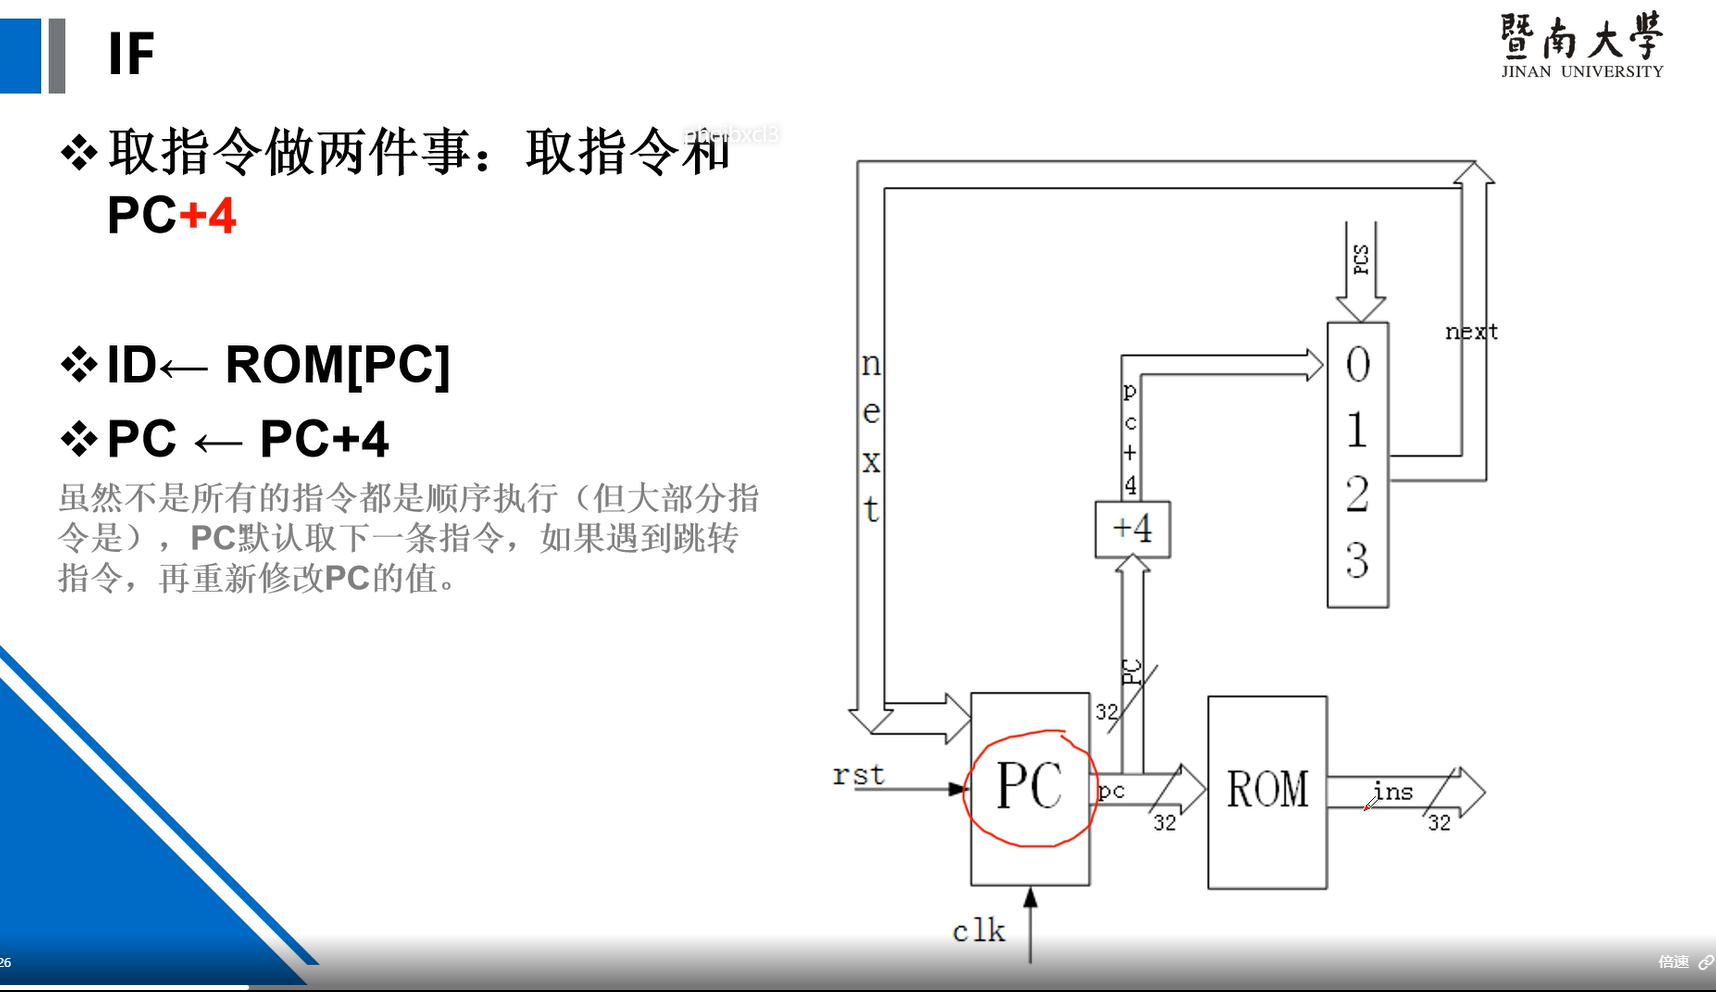 IF
暨南大學
JINAN UNIVERSITY
❖取指令做两件事：取指令和
PC+4
❖ID← ROM[PC]
❖PC ← PC+4
虽然不是所有的指令都是顺序执行（但大部分指
令是），PC默认取下一条指令，如果遇到跳转
指令，再重新修改PC的值。
next
PCS
next
0
1
2
3
pc+4
+4
PC
32
rst
PC
pc
32
ROM
ins
32
clk
26
倍速